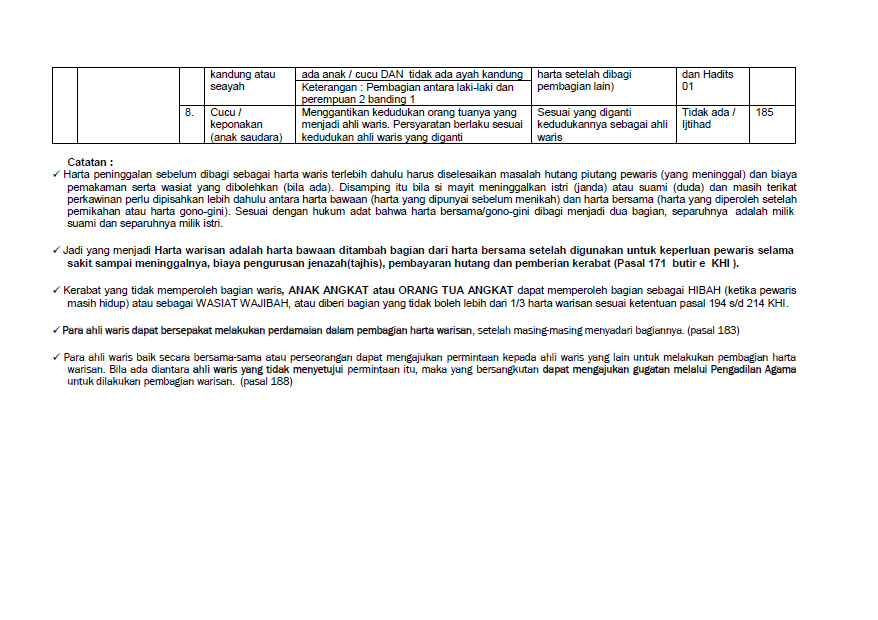 kandung atau
seayah
ada anak / cucu DAN tidak ada ayah kandung
Keterangan : Pembagian antara laki-laki dan
perempuan 2 banding 1
harta setelah dibagi
pembagian lain)
dan Hadits
01
8.
Cucu /
keponakan
(anak saudara)
Menggantikan kedudukan orang tuanya yang
menjadi ahli waris. Persyaratan berlaku sesuai
kedudukan ahli waris yang diganti
Sesuai yang diganti
kedudukannya sebagai ahli
waris
Tidak ada /
Ijtihad
185
Catatan :
✓ Harta peninggalan sebelum dibagi sebagai harta waris terlebih dahulu harus diselesaikan masalah hutang piutang pewaris (yang meninggal) dan biaya
pemakaman serta wasiat yang dibolehkan (bila ada). Disamping itu bila si mayit meninggalkan istri (janda) atau suami (duda) dan masih terikat
perkawinan perlu dipisahkan lebih dahulu antara harta bawaan (harta yang dipunyai sebelum menikah) dan harta bersama (harta yang diperoleh setelah
pernikahan atau harta gono-gini). Sesuai dengan hukum adat bahwa harta bersama/gono-gini dibagi menjadi dua bagian, separuhnya adalah milik
suami dan separuhnya milik istri.
✓ Jadi yang menjadi Harta warisan adalah harta bawaan ditambah bagian dari harta bersama setelah digunakan untuk keperluan pewaris selama
sakit sampai meninggalnya, biaya pengurusan jenazah(tajhis), pembayaran hutang dan pemberian kerabat (Pasal 171 butir e KHI ).
✓ Kerabat yang tidak memperoleh bagian waris, ANAK ANGKAT atau ORANG TUA ANGKAT dapat memperoleh bagian sebagai HIBAH (ketika pewaris
masih hidup) atau sebagai WASIAT WAJIBAH, atau diberi bagian yang tidak boleh lebih dari 1/3 harta warisan sesuai ketentuan pasal 194 s/d 214 KHI.
✓ Para ahli waris dapat bersepakat melakukan perdamaian dalam pembagian harta warisan, setelah masing-masing menyadari bagiannya. (pasal 183)
✓ Para ahli waris baik secara bersama-sama atau perseorangan dapat mengajukan permintaan kepada ahli waris yang lain untuk melakukan pembagian harta
warisan. Bila ada diantara ahli waris yang tidak menyetujui permintaan itu, maka yang bersangkutan dapat mengajukan gugatan melalui Pengadilan Agama
untuk dilakukan pembagian warisan. (pasal 188)